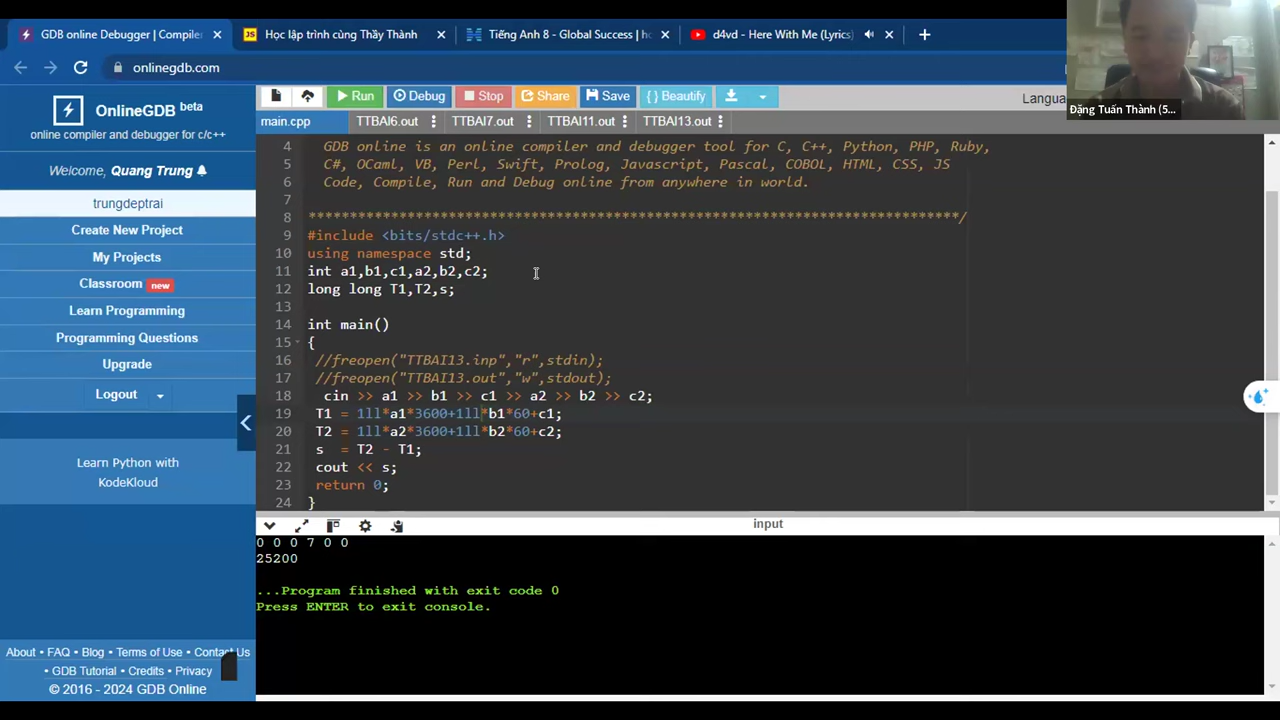 GDB online Debugger | Compiler
Học lập trình cùng Thầy Thành
Tiếng Anh 8 - Global Success | ho
d4vd - Here With Me (Lyrics)
onlinegdb.com
Đặng Tuấn Thành (5...
OnlineGDB beta
online compiler and debugger for c/c++
Welcome, Quang Trung
trungdeptrai
Create New Project
My Projects
Classroom new
Learn Programming
Programming Questions
Upgrade
Logout
Learn Python with
KodeKloud
About • FAQ • Blog • Terms of Use • Contact Us
• GDB Tutorial • Credits • Privacy
© 2016 - 2024 GDB Online
Run Debug Stop Share Save { } Beautify
Langua
main.cpp TTBAI6.out TTBAI7.out TTBAI11.out TTBAI13.out
4 GDB online is an online compiler and debugger tool for C, C++, Python, PHP, Ruby,
5 C#, OCaml, VB, Perl, Swift, Prolog, Javascript, Pascal, COBOL, HTML, CSS, JS
6 Code, Compile, Run and Debug online from anywhere in world.
7
8 *******************************************************************************/
9 #include <bits/stdc++.h>
10 using namespace std;
11 int a1,b1,c1,a2,b2,c2;
12 long long T1,T2,s;
13
14 int main()
15 {
16 //freopen("TTBAI13.inp","r",stdin);
17 //freopen("TTBAI13.out","w",stdout);
18 cin >> a1 >> b1 >> c1 >> a2 >> b2 >> c2;
19 T1 = 1ll*a1*3600+1ll*b1*60+c1;
20 T2 = 1ll*a2*3600+1ll*b2*60+c2;
21 s = T2 - T1;
22 cout << s;
23 return 0;
24 }
input
0 0 0 7 0 0
25200
...Program finished with exit code 0
Press ENTER to exit console.